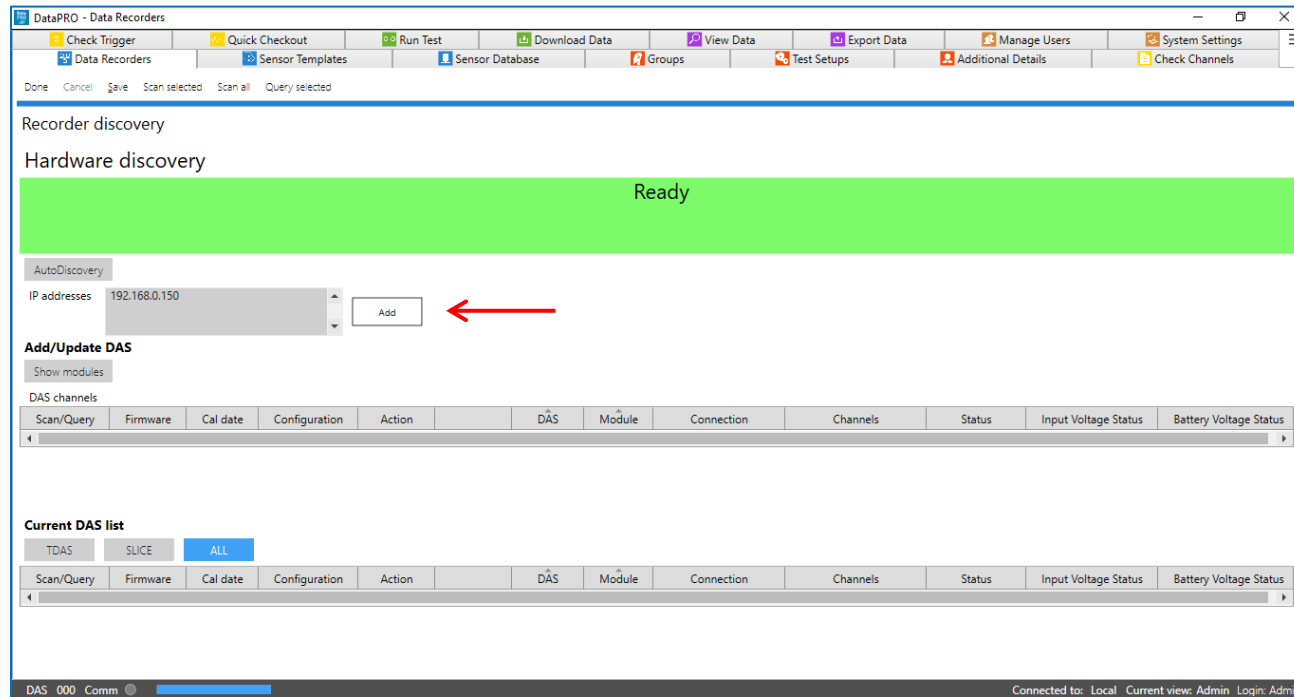 DataPRO - Data Recorders
Check Trigger Quick Checkout Run Test Download Data View Data Export Data Manage Users System Settings
Data Recorders Sensor Templates Sensor Database Groups Test Setups Additional Details Check Channels
Done Cancel Save Scan selected Scan all Query selected
Recorder discovery
Hardware discovery
Ready
AutoDiscovery
IP addresses 192.168.0.150
Add
Add/Update DAS
Show modules
DAS channels
Scan/Query Firmware Cal date Configuration Action DAS Module Connection Channels Status Input Voltage Status Battery Voltage Status
Current DAS list
TDAS SLICE ALL
Scan/Query Firmware Cal date Configuration Action DAS Module Connection Channels Status Input Voltage Status Battery Voltage Status
DAS 000 Comm Connected to: Local Current view: Admin Login: Admi